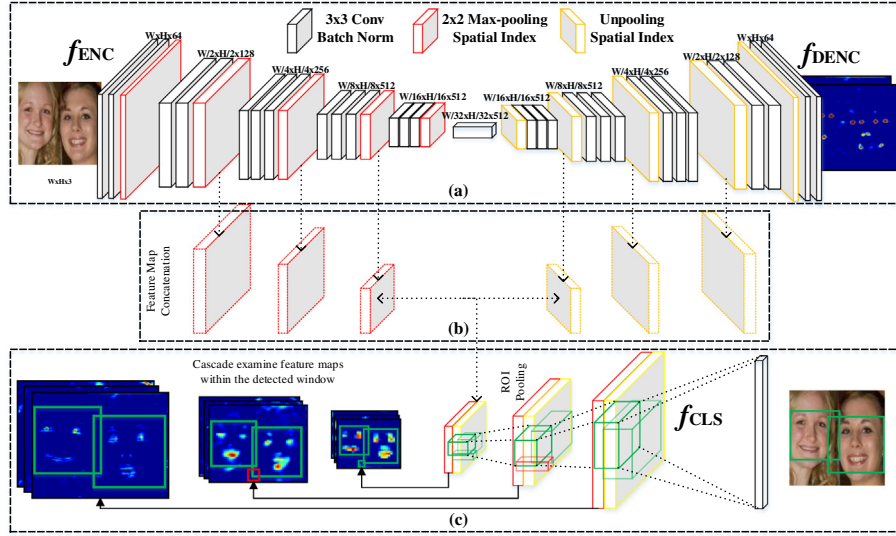 3x3 Conv
Batch Norm
2x2 Max-pooling
Spatial Index
Unpooling
Spatial Index
fENC
WxHx64
W/2xH/2x128
W/4xH/4x256
W/8xH/8x512
W/16xH/16x512
W/32xH/32x512
W/16xH/16x512
W/8xH/8x512
W/4xH/4x256
W/2xH/2x128
WxHx64
fDENC
WxHx3
(a)
Feature Map
Concatenation
(b)
Cascade examine feature maps
within the detected window
ROI
Pooling
fCLS
(c)